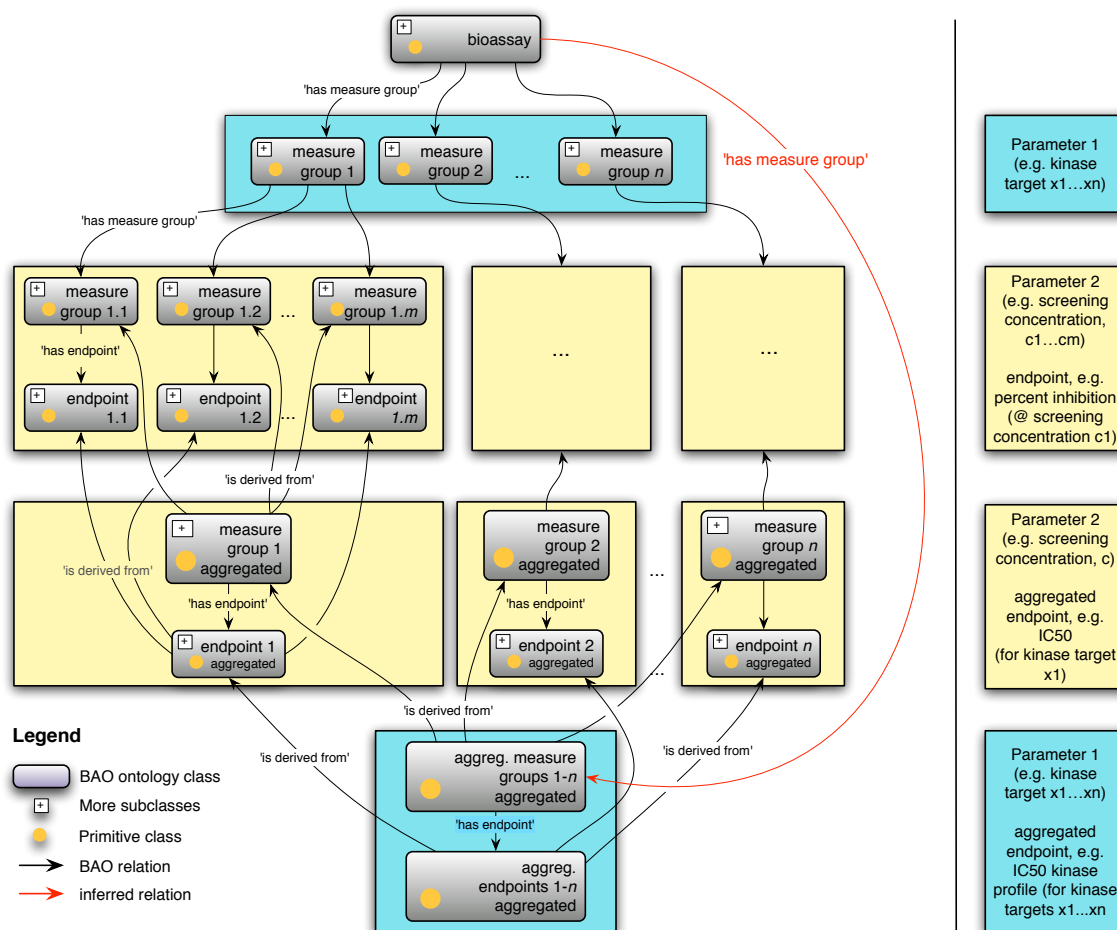 bioassay
'has measure group'
measure
group 1
measure
group 2
...
measure
group n
'has measure group'
Parameter 1
(e.g. kinase
target x1...xn)
'has measure group'
measure
group 1.1
measure
group 1.2
...
measure
group 1.m
'has endpoint'
endpoint
1.1
endpoint
1.2
...
endpoint
1.m
...
...
Parameter 2
(e.g. screening
concentration,
c1...cm)
endpoint, e.g.
percent inhibition
(@ screening
concentration c1)
'is derived from'
'is derived from'
measure
group 1
aggregated
'has endpoint'
endpoint 1
aggregated
measure
group 2
aggregated
'has endpoint'
endpoint 2
aggregated
...
...
measure
group n
aggregated
endpoint n
aggregated
Parameter 2
(e.g. screening
concentration, c)
aggregated
endpoint, e.g.
IC50
(for kinase target
x1)
'is derived from'
'is derived from'
'is derived from'
aggreg. measure
groups 1-n
aggregated
'has endpoint'
aggreg.
endpoints 1-n
aggregated
Parameter 1
(e.g. kinase
target x1...xn)
aggregated
endpoint, e.g.
IC50 kinase
profile (for kinase
targets x1...xn
Legend
BAO ontology class
More subclasses
Primitive class
BAO relation
inferred relation